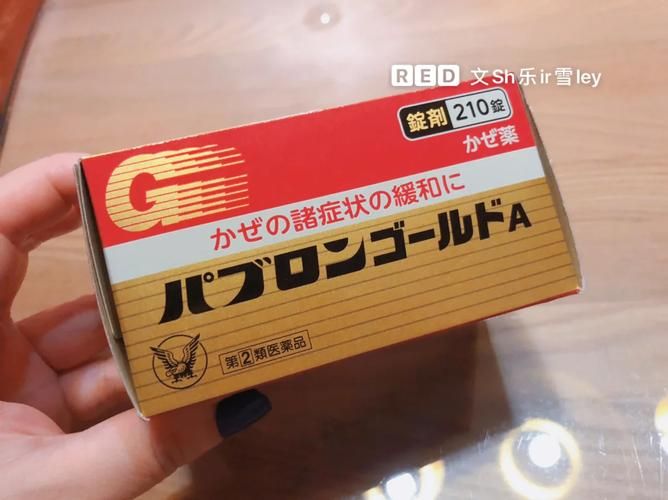 RED 文Sh乐ir雪ley
錠剤 210錠
かぜ薬
G
かぜの諸症状の緩和に
パブロンゴールドA
第②類医薬品